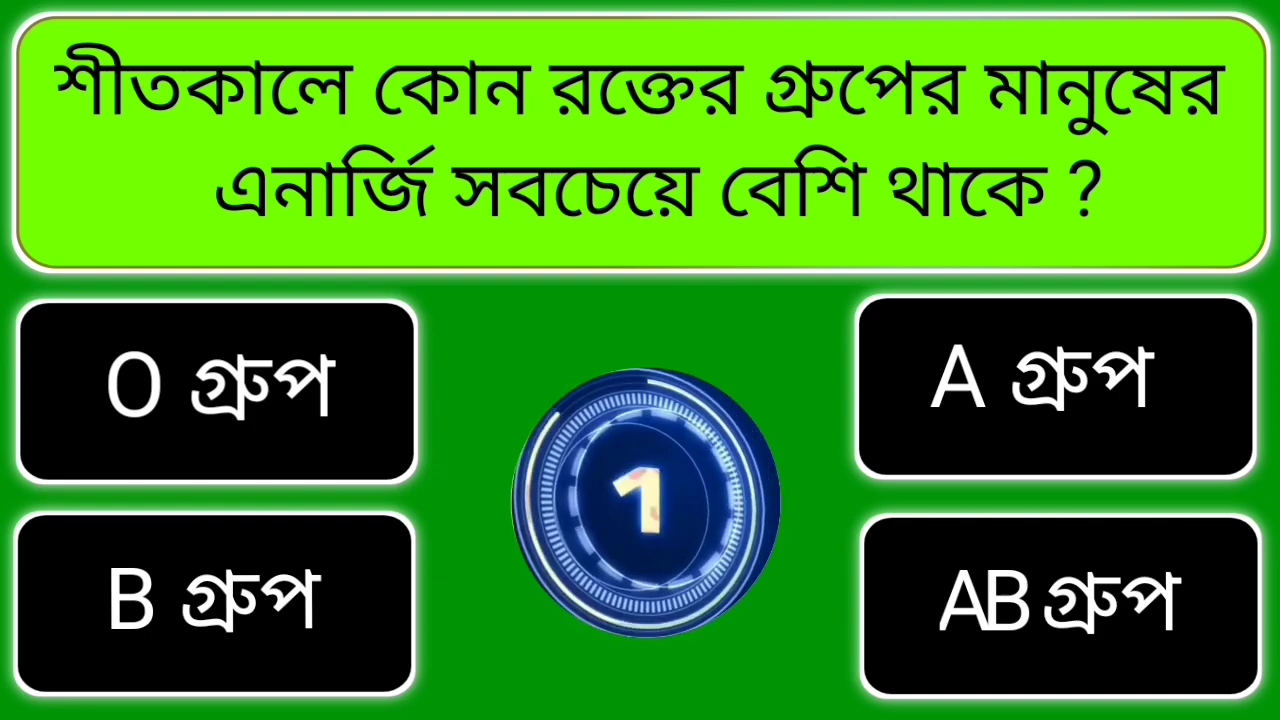 শীতকালে কোন রক্তের গ্রুপের মানুষের
এনার্জি সবচেয়ে বেশি থাকে ?
O গ্রুপ
A গ্রুপ
1
B গ্রুপ
AB গ্রুপ